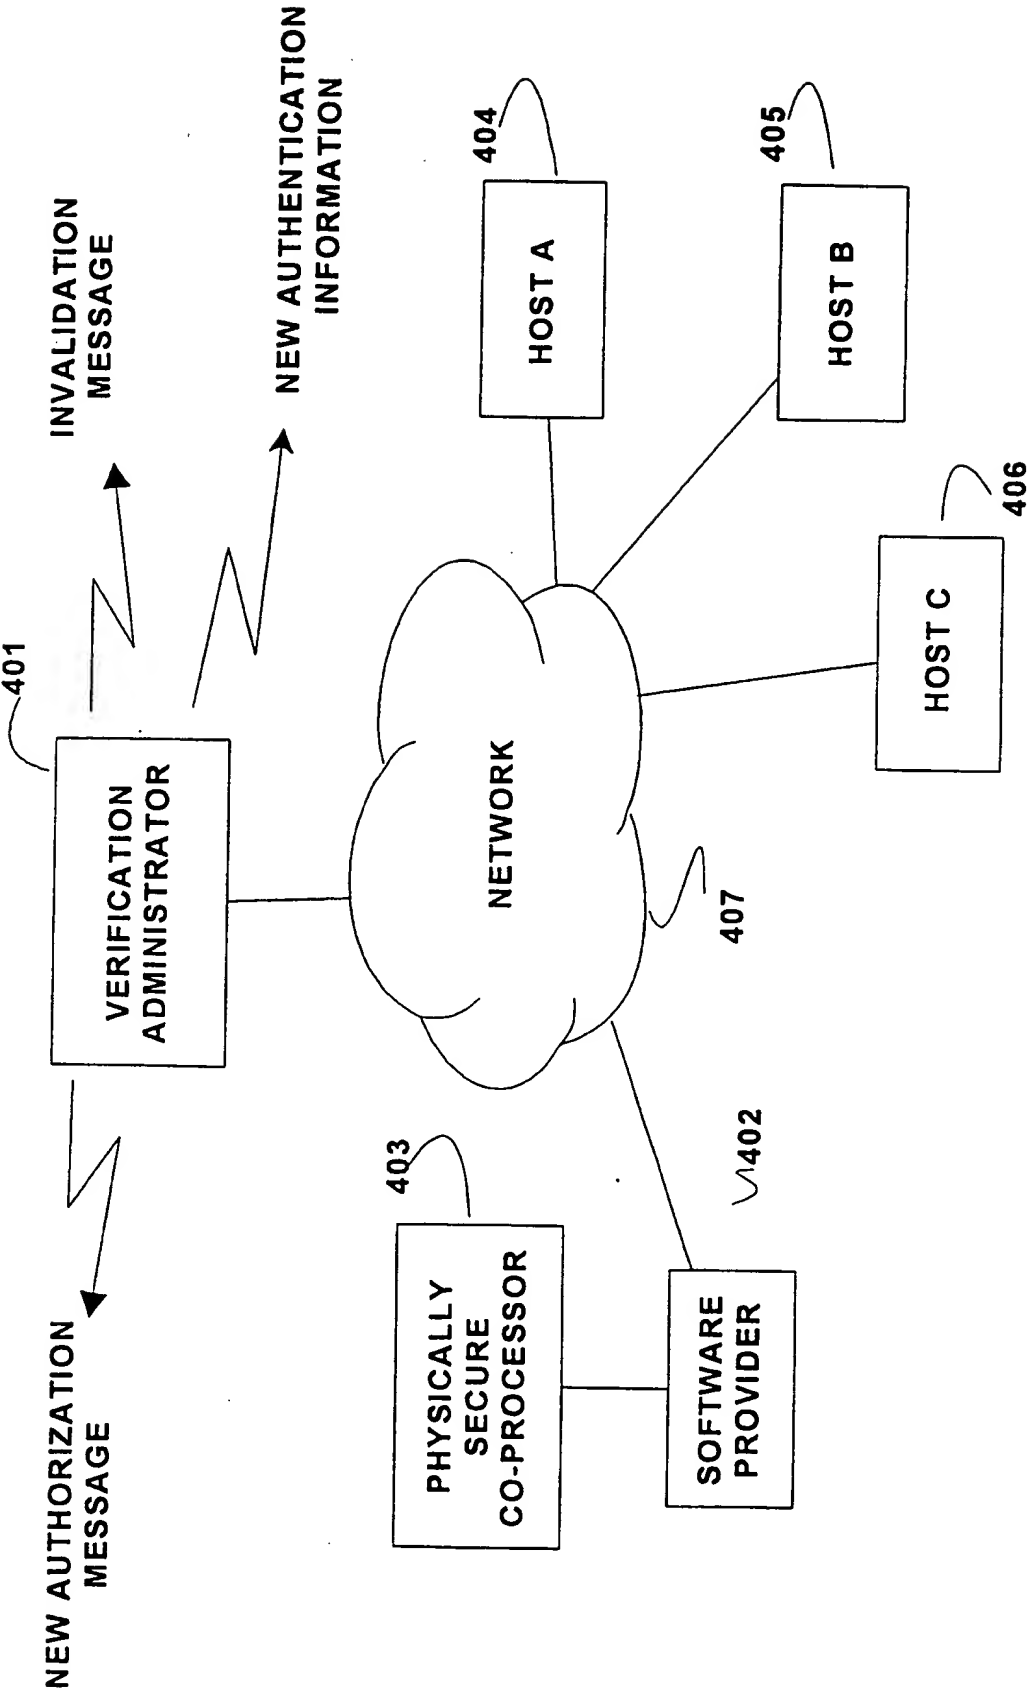 NEW AUTHORIZATION
MESSAGE
401
VERIFICATION
ADMINISTRATOR
INVALIDATION
MESSAGE
NEW AUTHENTICATION
INFORMATION
403
PHYSICALLY
SECURE
CO-PROCESSOR
NETWORK
404
HOST A
402
SOFTWARE
PROVIDER
407
405
HOST B
HOST C
406